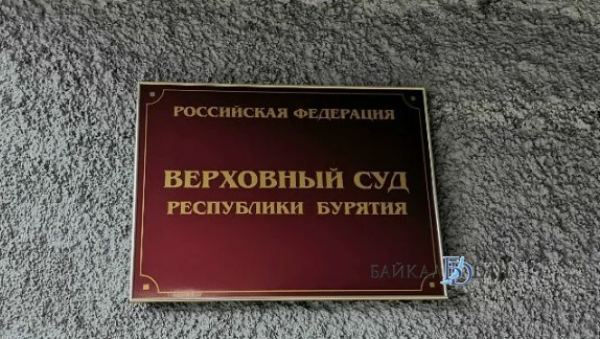 РОССИЙСКАЯ ФЕДЕРАЦИЯ
ВЕРХОВНЫЙ СУД
РЕСПУБЛИКИ БУРЯТИЯ